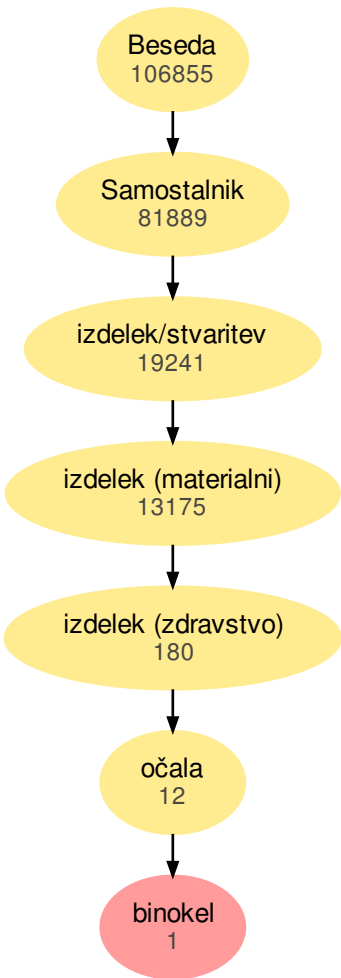 Beseda
106855
Samostalnik
81889
izdelek/stvaritev
19241
izdelek (materialni)
13175
izdelek (zdravstvo)
180
očala
12
binokel
1